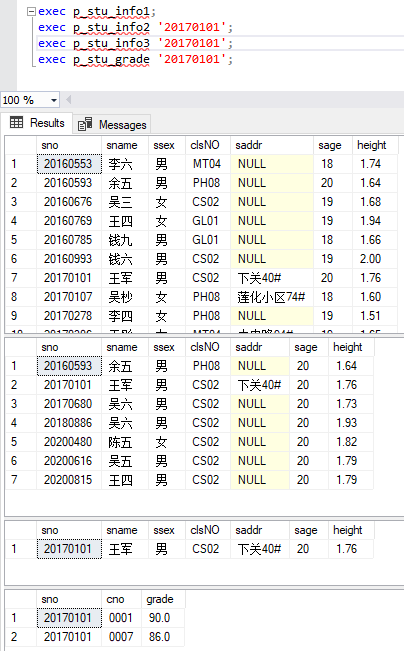 exec p_stu_info1;
exec p_stu_info2 '20170101';
exec p_stu_info3 '20170101';
exec p_stu_grade '20170101';
100 %
Results Messages
sno sname ssex clsNO saddr sage height
1 20160553 李六 男 MT04 NULL 18 1.74
2 20160593 余五 男 PH08 NULL 20 1.64
3 20160676 吴三 女 CS02 NULL 19 1.68
4 20160769 王四 女 GL01 NULL 19 1.94
5 20160785 钱九 男 GL01 NULL 18 1.66
6 20160993 钱六 男 CS02 NULL 19 2.00
7 20170101 王军 男 CS02 下关40# 20 1.76
8 20170107 吴杪 女 PH08 莲化小区74# 18 1.60
9 20170278 李四 女 PH08 NULL 19 1.51
sno sname ssex clsNO saddr sage height
1 20160593 余五 男 PH08 NULL 20 1.64
2 20170101 王军 男 CS02 下关40# 20 1.76
3 20170680 吴六 男 CS02 NULL 20 1.73
4 20180886 吴六 男 CS02 NULL 20 1.93
5 20200480 陈五 女 CS02 NULL 20 1.82
6 20200616 吴五 男 CS02 NULL 20 1.79
7 20200815 王四 男 CS02 NULL 20 1.79
sno sname ssex clsNO saddr sage height
1 20170101 王军 男 CS02 下关40# 20 1.76
sno cno grade
1 20170101 0001 90.0
2 20170101 0007 86.0